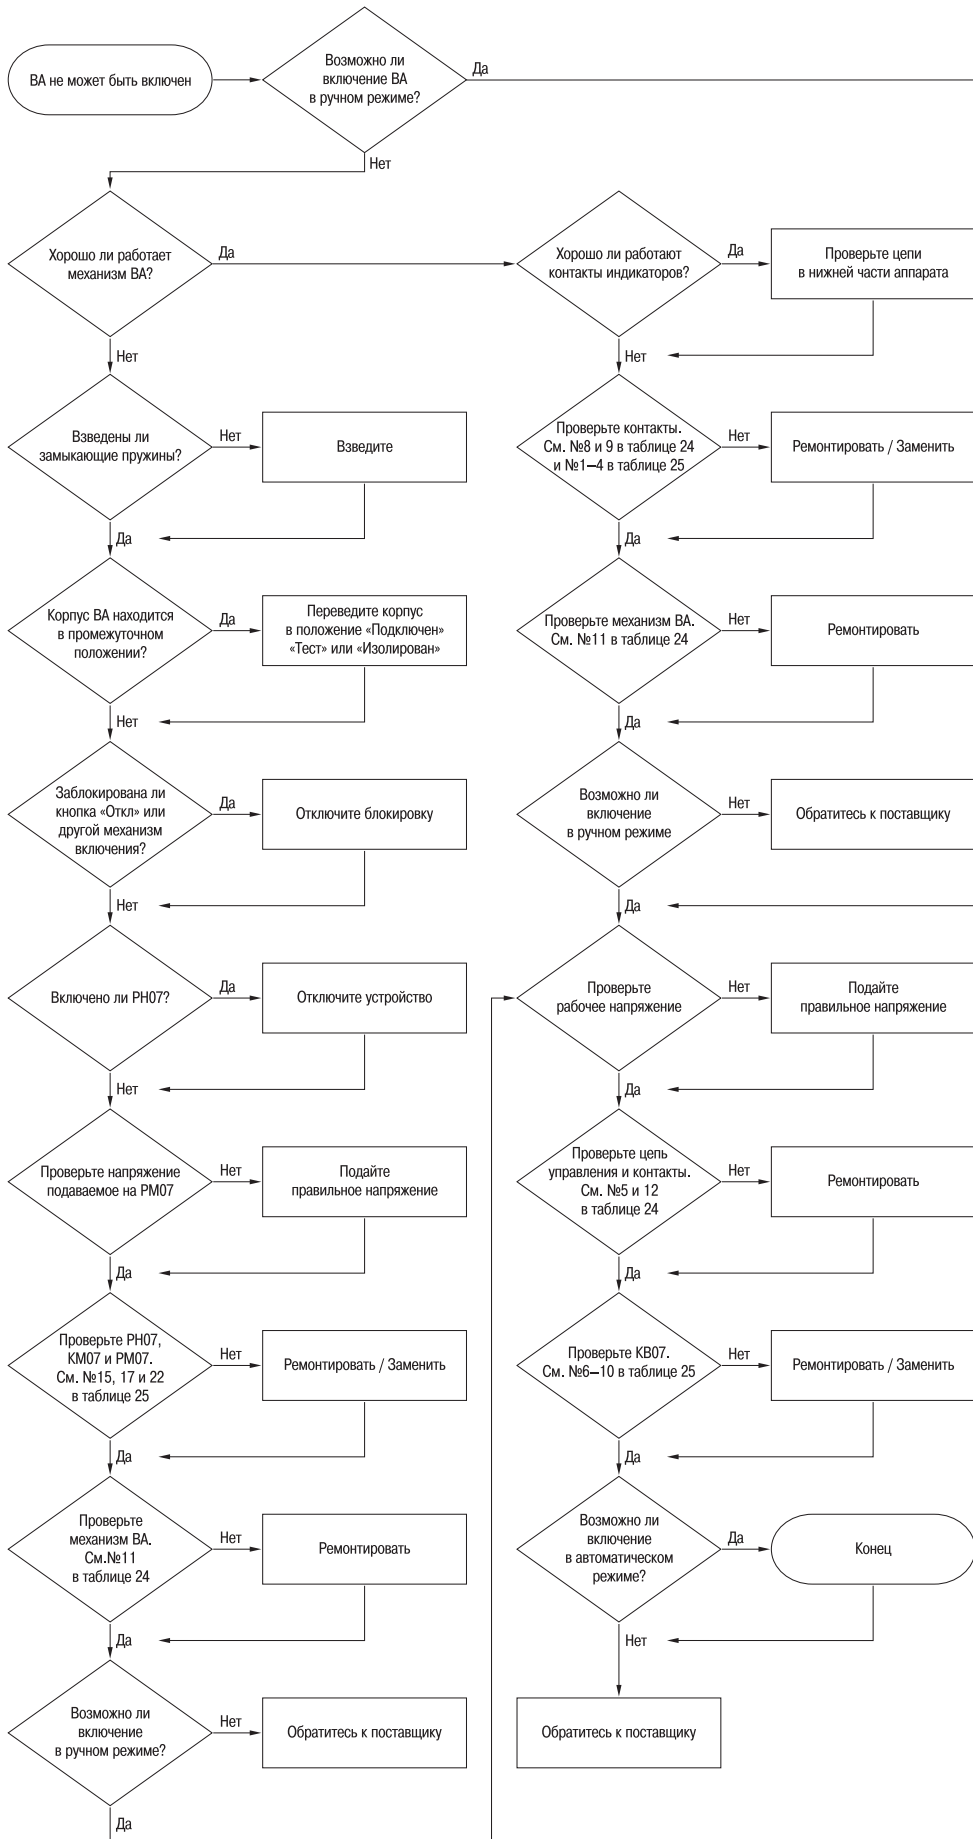 ВА не может быть включен
Возможно ли
включение ВА
в ручном режиме?
Да
Нет
Хорошо ли работает
механизм ВА?
Да
Хорошо ли работают
контакты индикаторов?
Да
Проверьте цепи
в нижней части аппарата
Нет
Нет
Взведены ли
замыкающие пружины?
Нет
Взведите
Проверьте контакты.
См. №8 и 9 в таблице 24
и №1–4 в таблице 25
Нет
Ремонтировать / Заменить
Да
Да
Корпус ВА находится
в промежуточном
положении?
Да
Переведите корпус
в положение «Подключен»
«Тест» или «Изолирован»
Проверьте механизм ВА.
См. №11 в таблице 24
Нет
Ремонтировать
Нет
Да
Заблокирована ли
кнопка «Откл» или
другой механизм
включения?
Да
Отключите блокировку
Возможно ли
включение
в ручном режиме
Нет
Обратитесь к поставщику
Нет
Да
Включено ли РН07?
Да
Отключите устройство
Проверьте
рабочее напряжение
Нет
Подайте
правильное напряжение
Нет
Да
Проверьте напряжение
подаваемое на РМ07
Нет
Подайте
правильное напряжение
Проверьте цепь
управления и контакты.
См. №5 и 12
в таблице 24
Нет
Ремонтировать
Да
Да
Проверьте РН07,
КМ07 и РМ07.
См. №15, 17 и 22
в таблице 25
Нет
Ремонтировать / Заменить
Проверьте КВ07.
См. №6–10 в таблице 25
Нет
Ремонтировать / Заменить
Да
Да
Проверьте
механизм ВА.
См.№11
в таблице 24
Нет
Ремонтировать
Возможно ли
включение
в автоматическом
режиме?
Да
Конец
Да
Нет
Возможно ли
включение
в ручном режиме?
Нет
Обратитесь к поставщику
Обратитесь к поставщику
Да